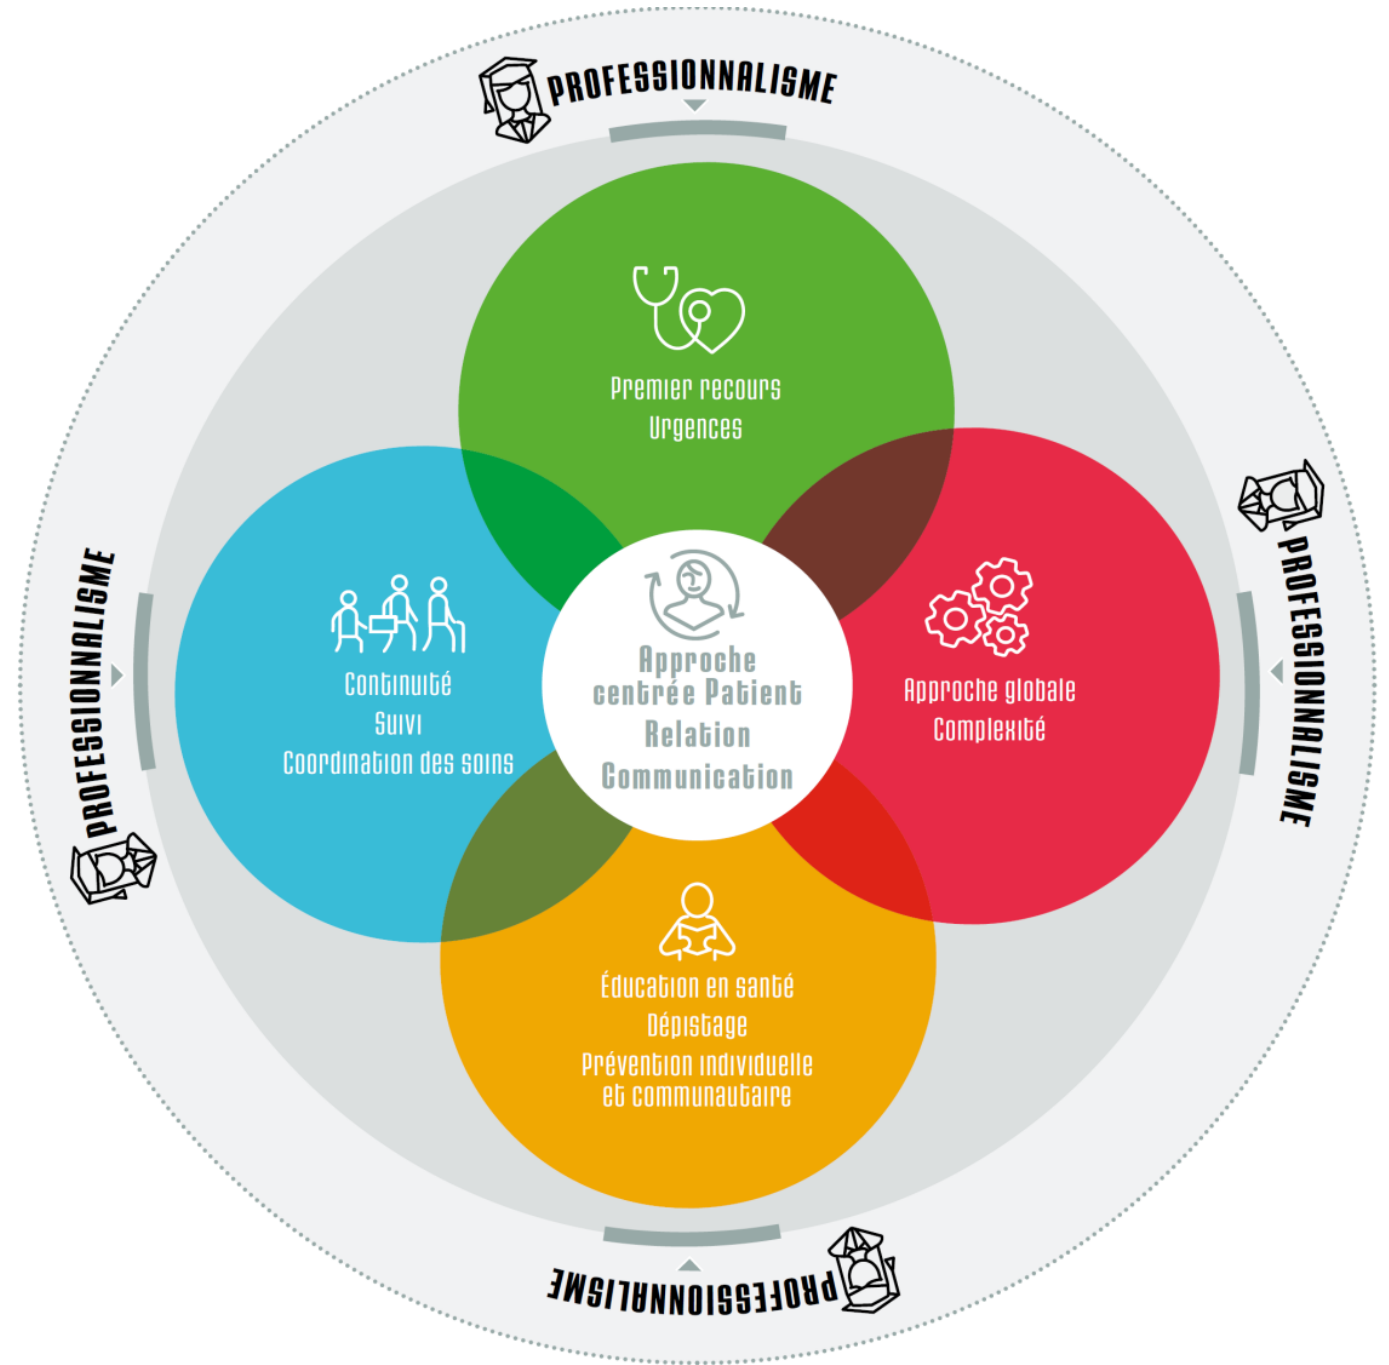 PROFESSIONNALISME
Premier recours
Urgences
PROFESSIONNALISME
Continuité
Suivi
Coordination des soins
Approche
centrée Patient
Relation
Communication
Approche globale
Complexité
PROFESSIONNALISME
Éducation en santé
Dépistage
Prévention individuelle
et communautaire
PROFESSIONNALISME